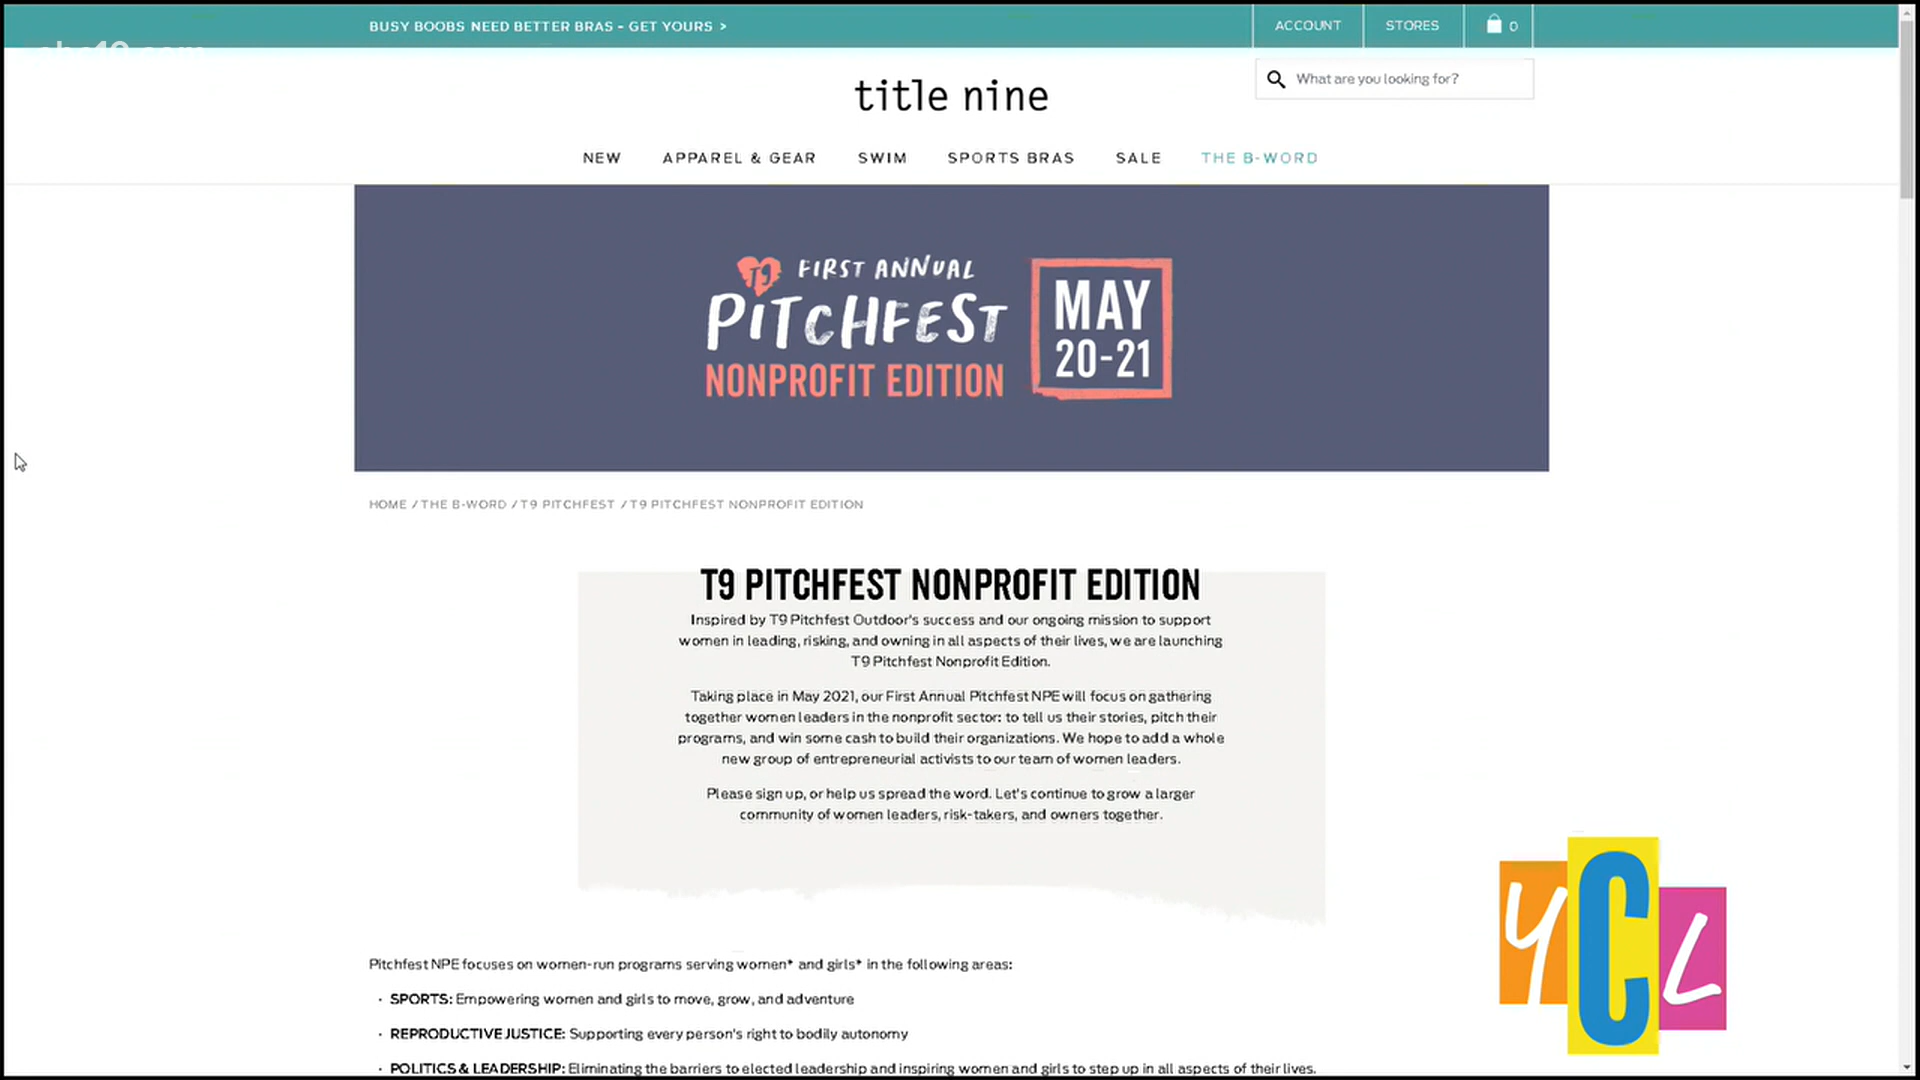 BUSY BOOBS NEED BETTER BRAS - GET YOURS >
ACCOUNT
STORES
0
abc10.com
What are you looking for?
title nine
NEW
APPAREL & GEAR
SWIM
SPORTS BRAS
SALE
THE B-WORD
T9
FIRST ANNUAL
PITCHFEST
NONPROFIT EDITION
MAY
20-21
HOME / THE B-WORD / T9 PITCHFEST / T9 PITCHFEST NONPROFIT EDITION
T9 PITCHFEST NONPROFIT EDITION
Inspired by T9 Pitchfest Outdoor's success and our ongoing mission to support
women in leading, risking, and owning in all aspects of their lives, we are launching
T9 Pitchfest Nonprofit Edition.
Taking place in May 2021, our First Annual Pitchfest NPE will focus on gathering
together women leaders in the nonprofit sector: to tell us their stories, pitch their
programs, and win some cash to build their organizations. We hope to add a whole
new group of entrepreneurial activists to our team of women leaders.
Please sign up, or help us spread the word. Let's continue to grow a larger
community of women leaders, risk-takers, and owners together.
Pitchfest NPE focuses on women-run programs serving women* and girls* in the following areas:
· SPORTS: Empowering women and girls to move, grow, and adventure
· REPRODUCTIVE JUSTICE: Supporting every person's right to bodily autonomy
· POLITICS & LEADERSHIP: Eliminating the barriers to elected leadership and inspiring women and girls to step up in all aspects of their lives.
YCL